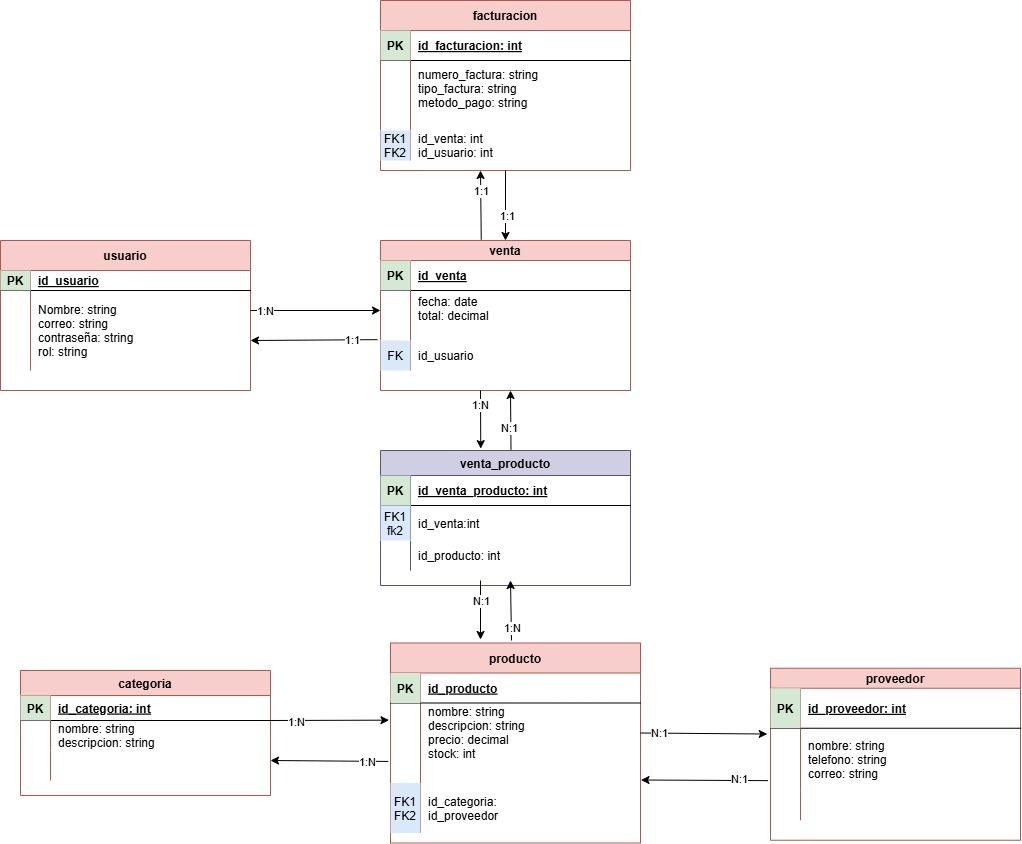 facturacion
PK id_facturacion: int
numero_factura: string
tipo_factura: string
metodo_pago: string
FK1 id_venta: int
FK2 id_usuario: int
1:1
1:1
usuario
PK id_usuario
Nombre: string
correo: string
contraseña: string
rol: string
1:N
1:1
venta
PK id_venta
fecha: date
total: decimal
FK id_usuario
1:N
N:1
venta_producto
PK id_venta_producto: int
FK1
fk2
id_venta:int
id_producto: int
N:1
1:N
categoria
PK id_categoria: int
nombre: string
descripcion: string
1:N
1:N
producto
PK id_producto
nombre: string
descripcion: string
precio: decimal
stock: int
FK1 id_categoria:
FK2 id_proveedor
N:1
N:1
proveedor
PK id_proveedor: int
nombre: string
telefono: string
correo: string